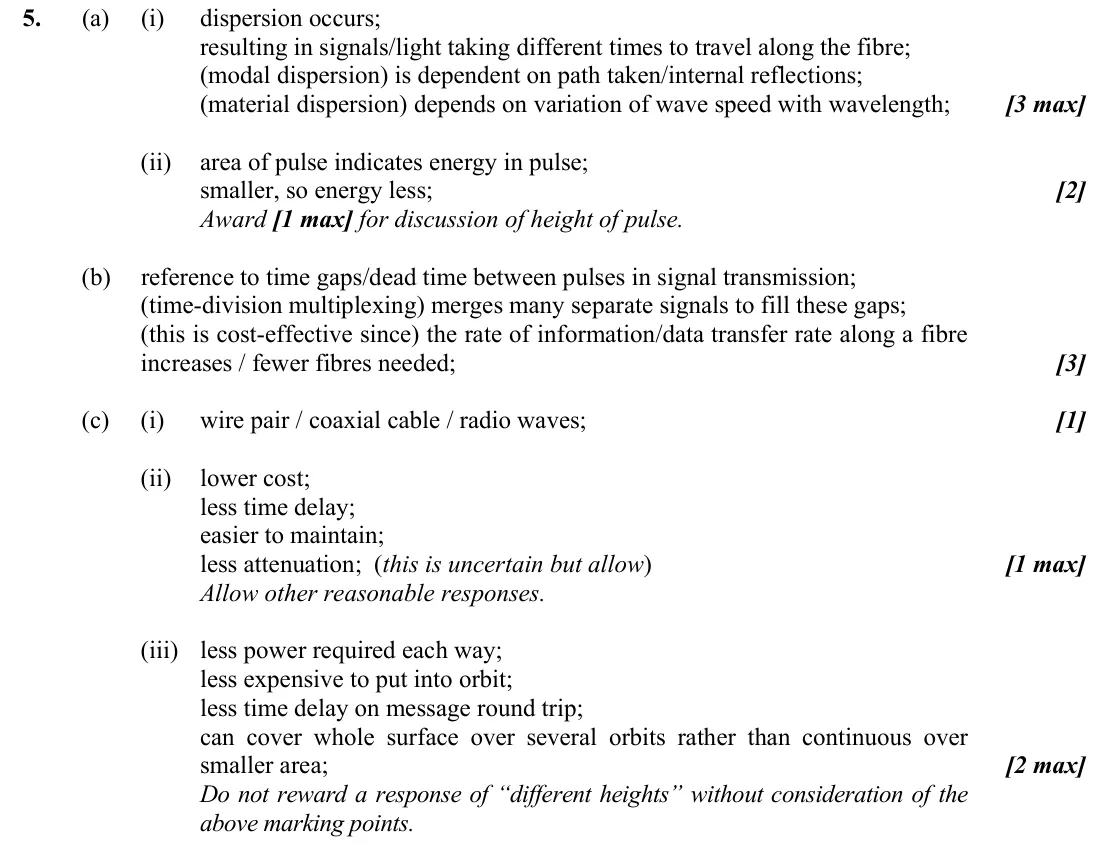 5. (a) (i) dispersion occurs;
resulting in signals/light taking different times to travel along the fibre;
(modal dispersion) is dependent on path taken/internal reflections;
(material dispersion) depends on variation of wave speed with wavelength; [3 max]
(ii) area of pulse indicates energy in pulse;
smaller, so energy less; [2]
Award [1 max] for discussion of height of pulse.
(b) reference to time gaps/dead time between pulses in signal transmission;
(time-division multiplexing) merges many separate signals to fill these gaps;
(this is cost-effective since) the rate of information/data transfer rate along a fibre
increases / fewer fibres needed; [3]
(c) (i) wire pair / coaxial cable / radio waves; [1]
(ii) lower cost;
less time delay;
easier to maintain;
less attenuation; (this is uncertain but allow) [1 max]
Allow other reasonable responses.
(iii) less power required each way;
less expensive to put into orbit;
less time delay on message round trip;
can cover whole surface over several orbits rather than continuous over
smaller area; [2 max]
Do not reward a response of “different heights” without consideration of the
above marking points.